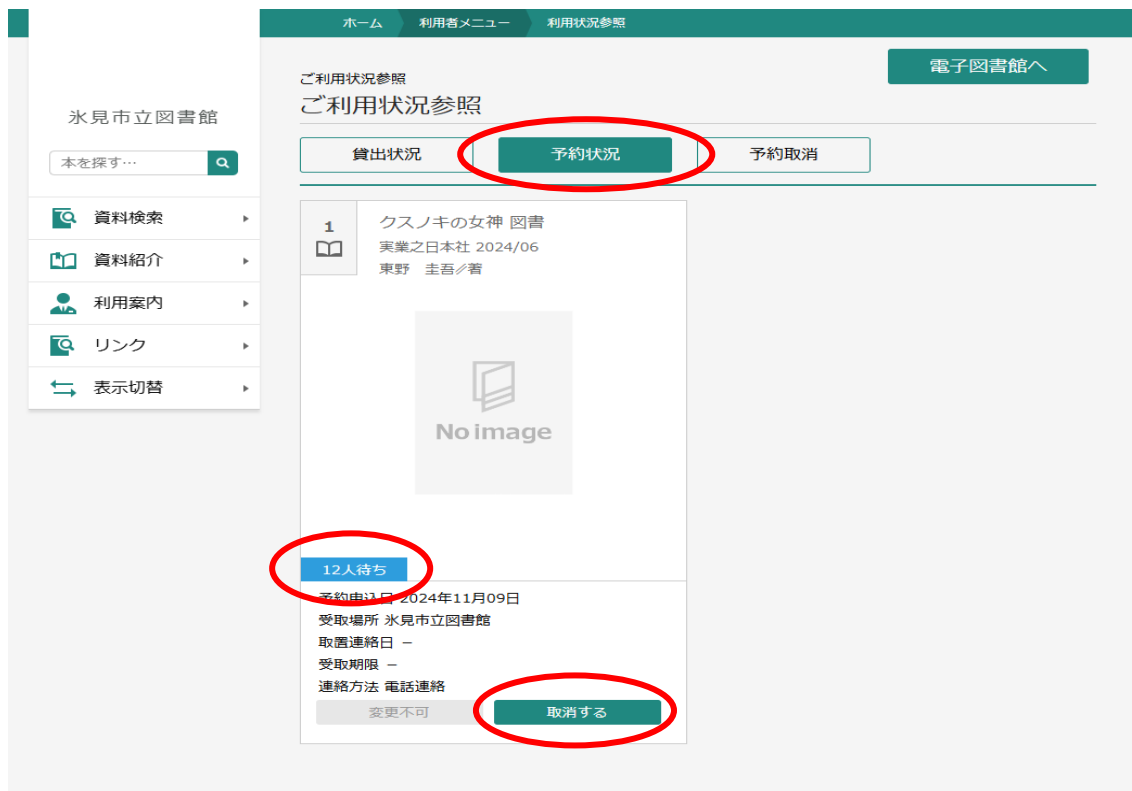 ホーム 利用者メニュー 利用状況参照
電子図書館へ
ご利用状況参照
ご利用状況参照
氷見市立図書館
本を探す…
貸出状況 予約状況 予約取消
資料検索
資料紹介
利用案内
リンク
表示切替
1
クスノキの女神 図書
実業之日本社 2024/06
東野 圭吾∥著
No image
12人待ち
予約申込日 2024年11月09日
受取場所 氷見市立図書館
取置連絡日 −
受取期限 −
連絡方法 電話連絡
変更不可 取消する